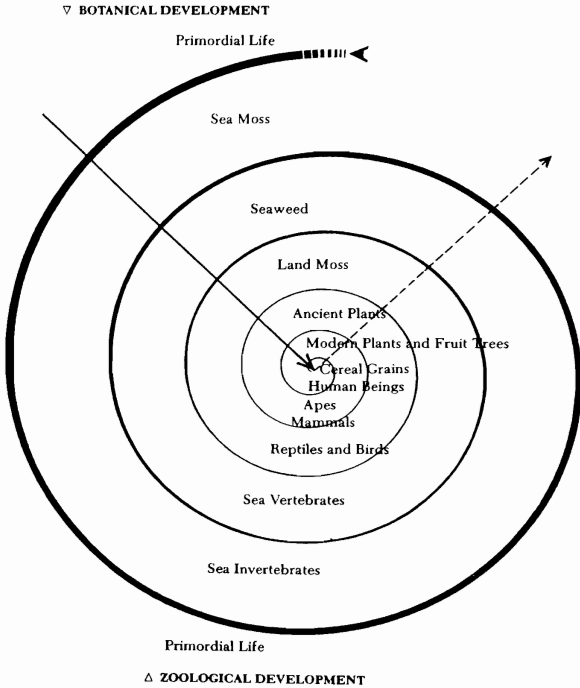 ▽ BOTANICAL DEVELOPMENT
Primordial Life
Sea Moss
Seaweed
Land Moss
Ancient Plants
Modern Plants and Fruit Trees
Cereal Grains
Human Beings
Apes
Mammals
Reptiles and Birds
Sea Vertebrates
Sea Invertebrates
Primordial Life
△ ZOOLOGICAL DEVELOPMENT